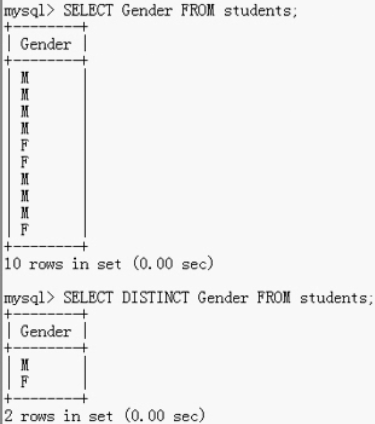 mysql> SELECT Gender FROM students;
+--------+
| Gender |
+--------+
| M      |
| M      |
| M      |
| M      |
| F      |
| F      |
| M      |
| M      |
| M      |
| F      |
+--------+
10 rows in set (0.00 sec)
mysql> SELECT DISTINCT Gender FROM students;
+--------+
| Gender |
+--------+
| M      |
| F      |
+--------+
2 rows in set (0.00 sec)